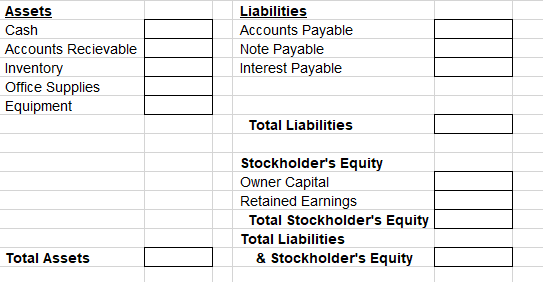 Assets
Cash
Accounts Recievable
Inventory
Office Supplies
Equipment
Total Assets
Liabilities
Accounts Payable
Note Payable
Interest Payable
Total Liabilities
Stockholder's Equity
Owner Capital
Retained Earnings
Total Stockholder's Equity
Total Liabilities
& Stockholder's Equity